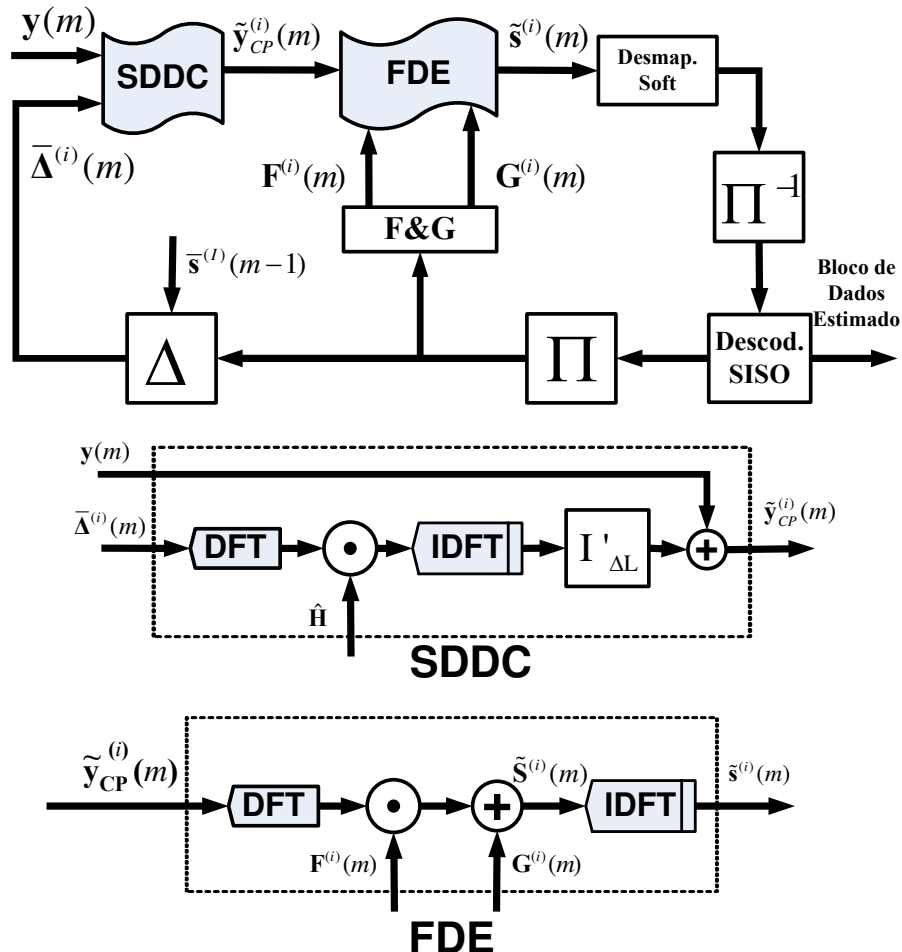 y(m)
ỹ_CP^(i)(m)
s̃^(i)(m)
SDDC
FDE
Desmap.
Soft
Δ̄^(i)(m)
F^(i)(m)
G^(i)(m)
Π^-1
F&G
s̄^(I)(m−1)
Bloco de
Dados
Estimado
Δ
Π
Descod.
SISO
y(m)
Δ̄^(i)(m)
ỹ_CP^(i)(m)
DFT
IDFT
I'_ΔL
+
Ĥ
SDDC
ỹ_CP^(i)(m)
S̃^(i)(m)
s̃^(i)(m)
DFT
+
IDFT
F^(i)(m)
G^(i)(m)
FDE